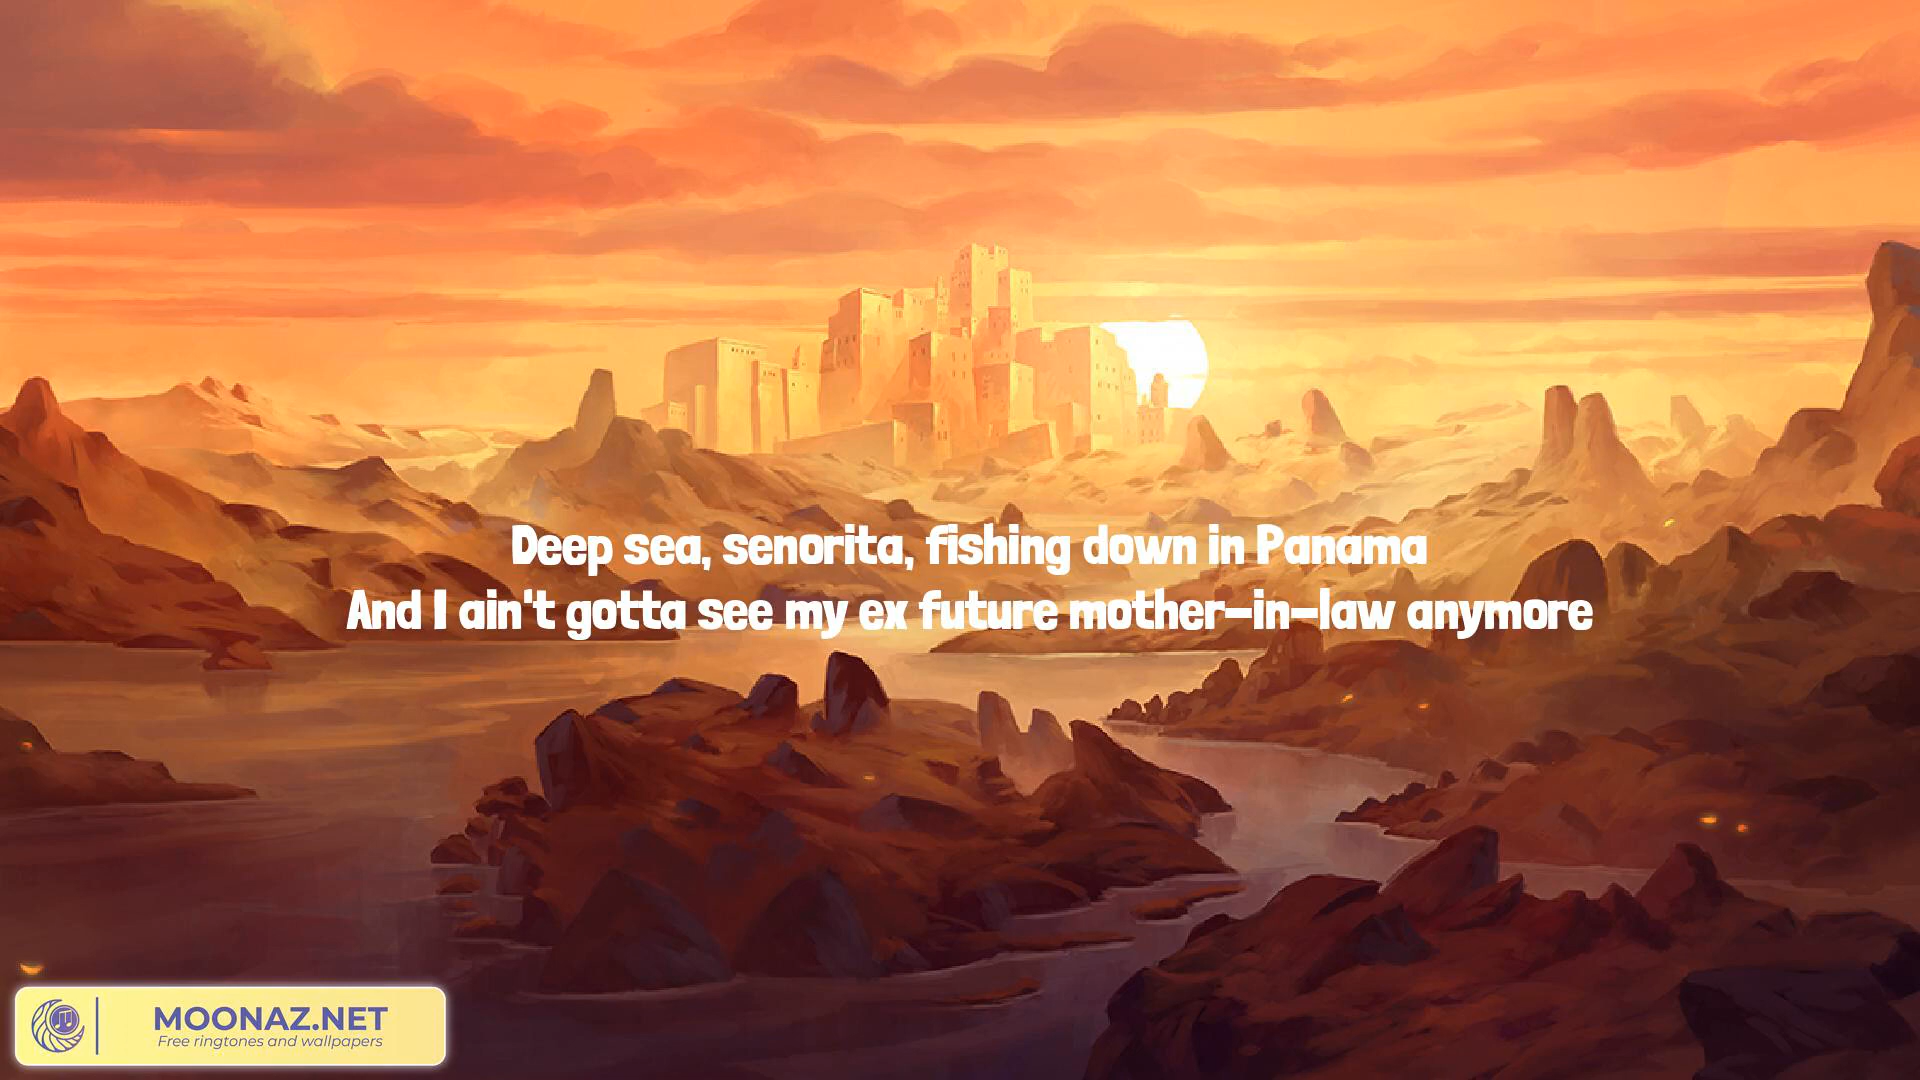 Deep sea, senorita, fishing down in Panama
And I ain't gotta see my ex future mother-in-law anymore
MOONAZ.NET
Free ringtones and wallpapers